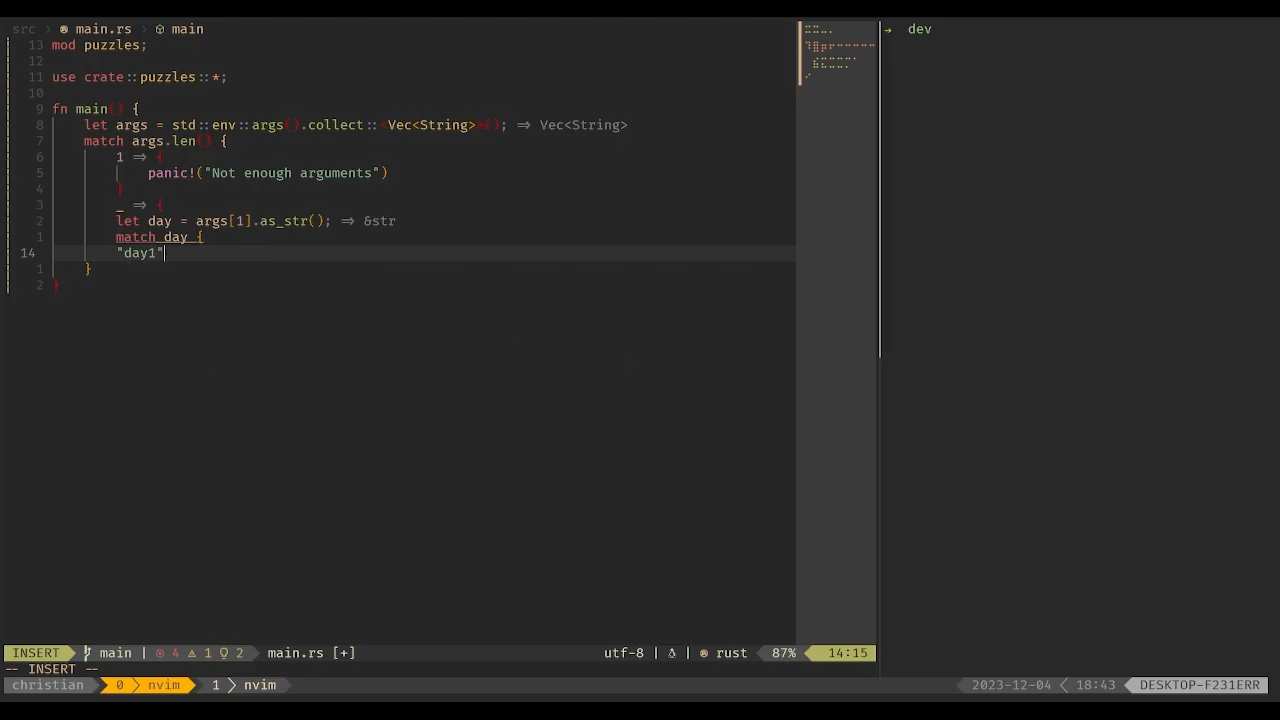 src > main.rs > main
13 mod puzzles;
12
11 use crate::puzzles::*;
10
9 fn main() {
8 let args = std::env::args().collect::<Vec<String>>(); ⇒ Vec<String>
7 match args.len() {
6 1 ⇒ {
5 panic!("Not enough arguments")
4 }
3 _ ⇒ {
2 let day = args[1].as_str(); ⇒ &str
1 match day {
14 "day1"
1 }
2 }
→ dev
INSERT main | 4 1 2 main.rs [+] utf-8 | | rust 87% 14:15
-- INSERT --
christian 0 nvim 1 nvim 2023-12-04 18:43 DESKTOP-F231ERR